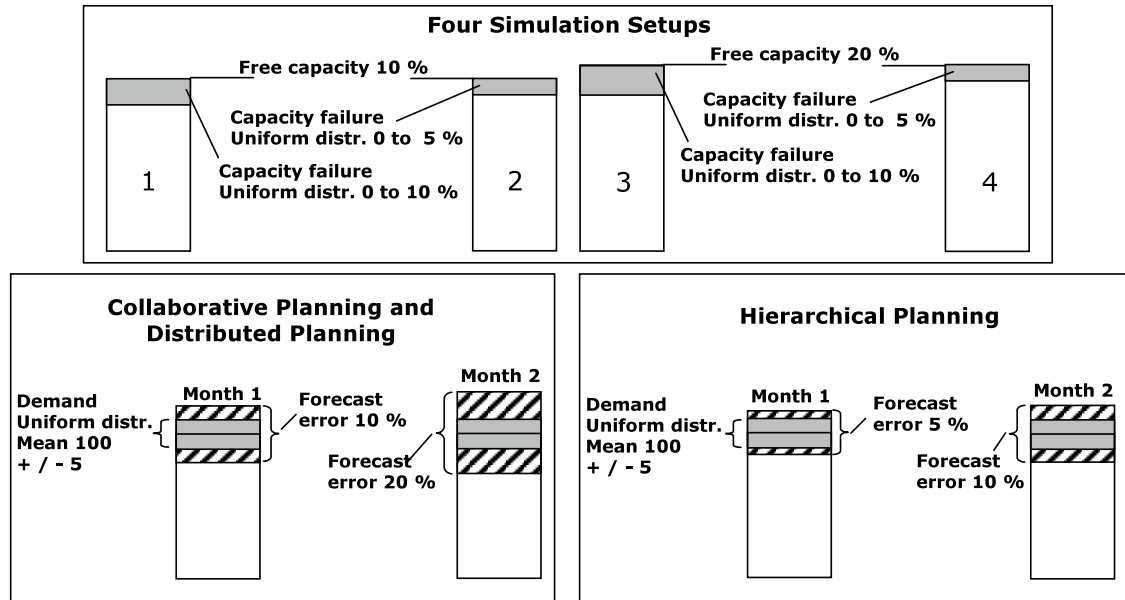 Four Simulation Setups
Free capacity 10 %
Capacity failure
Uniform distr. 0 to  5 %
Capacity failure
Uniform distr. 0 to 10 %
1
2
Free capacity 20 %
Capacity failure
Uniform distr. 0 to  5 %
Capacity failure
Uniform distr. 0 to 10 %
3
4
Collaborative Planning and
Distributed Planning
Demand
Uniform distr.
Mean 100
+ / - 5
Month 1
Forecast
error 10 %
Month 2
Forecast
error 20 %
Hierarchical Planning
Demand
Uniform distr.
Mean 100
+ / - 5
Month 1
Forecast
error 5 %
Month 2
Forecast
error 10 %